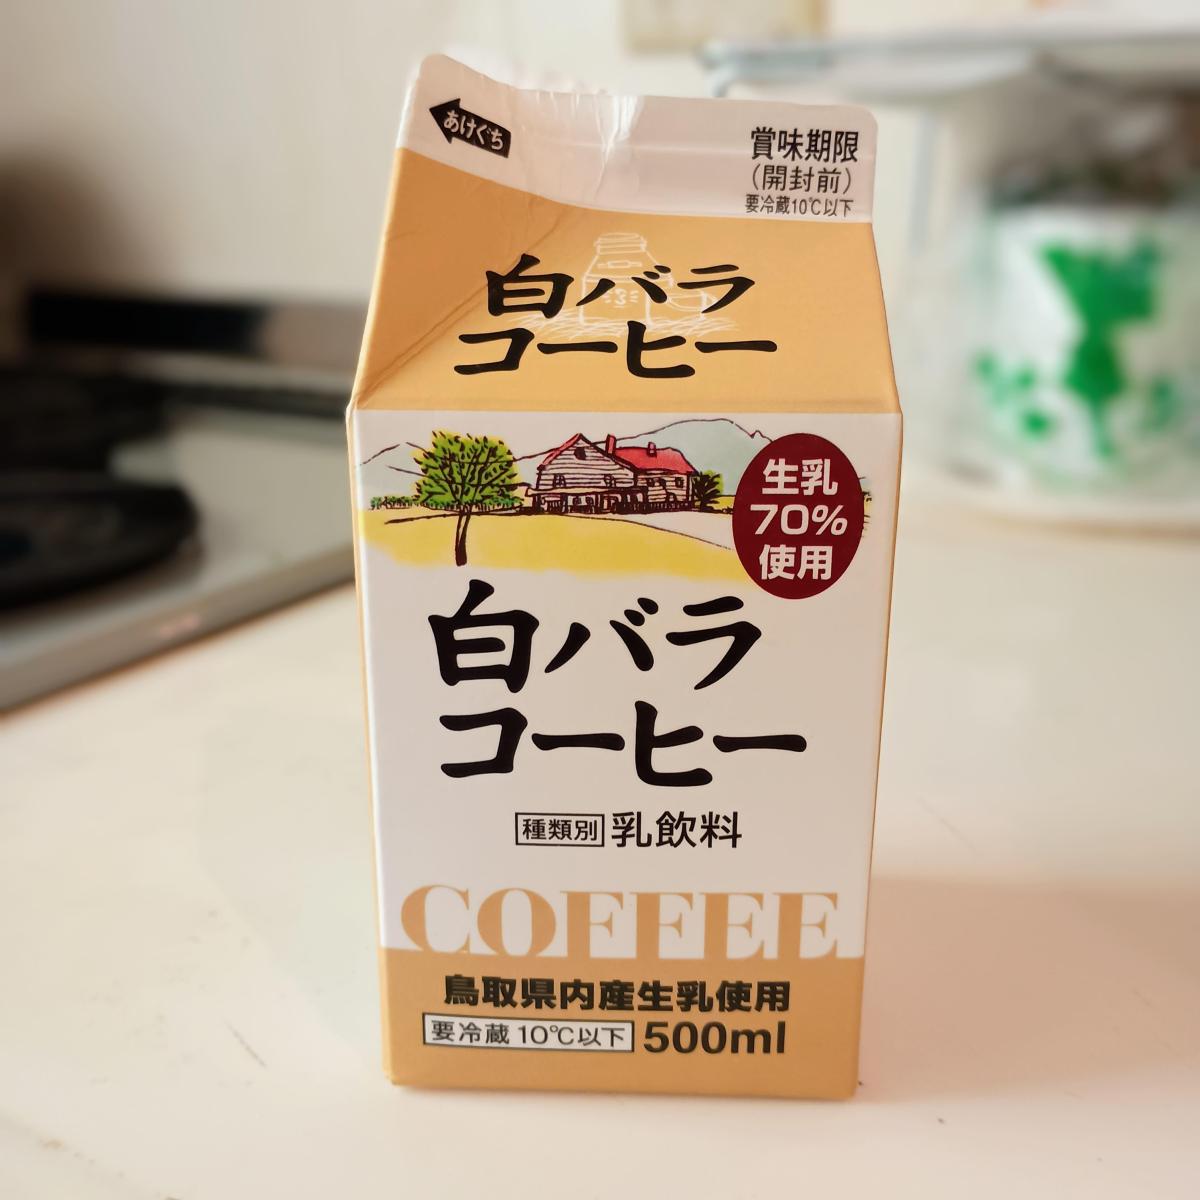 あけぐち
賞味期限
(開封前)
要冷蔵10℃以下
白バラ
コーヒー
生乳
70%
使用
白バラ
コーヒー
種類別 乳飲料
COFFEE
鳥取県内産生乳使用
要冷蔵 10℃以下 500ml